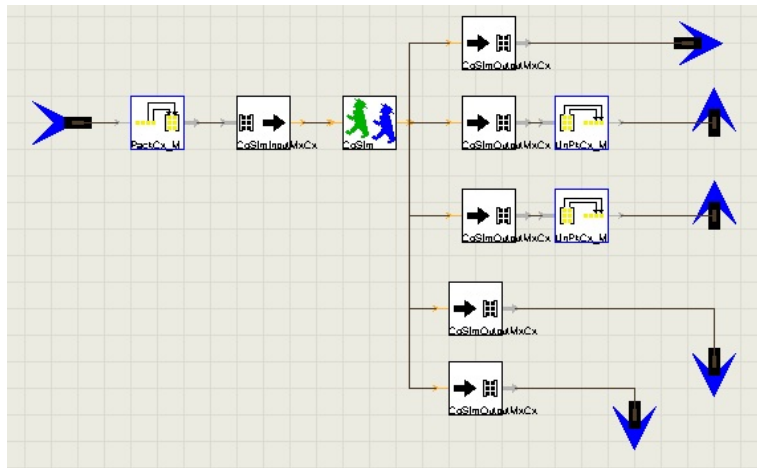 CoSimOutputMxCx
PackCx_M
CoSimInputMxCx
CoSim
CoSimOutputMxCx
UnPkCx_M
CoSimOutputMxCx
UnPkCx_M
CoSimOutputMxCx
CoSimOutputMxCx